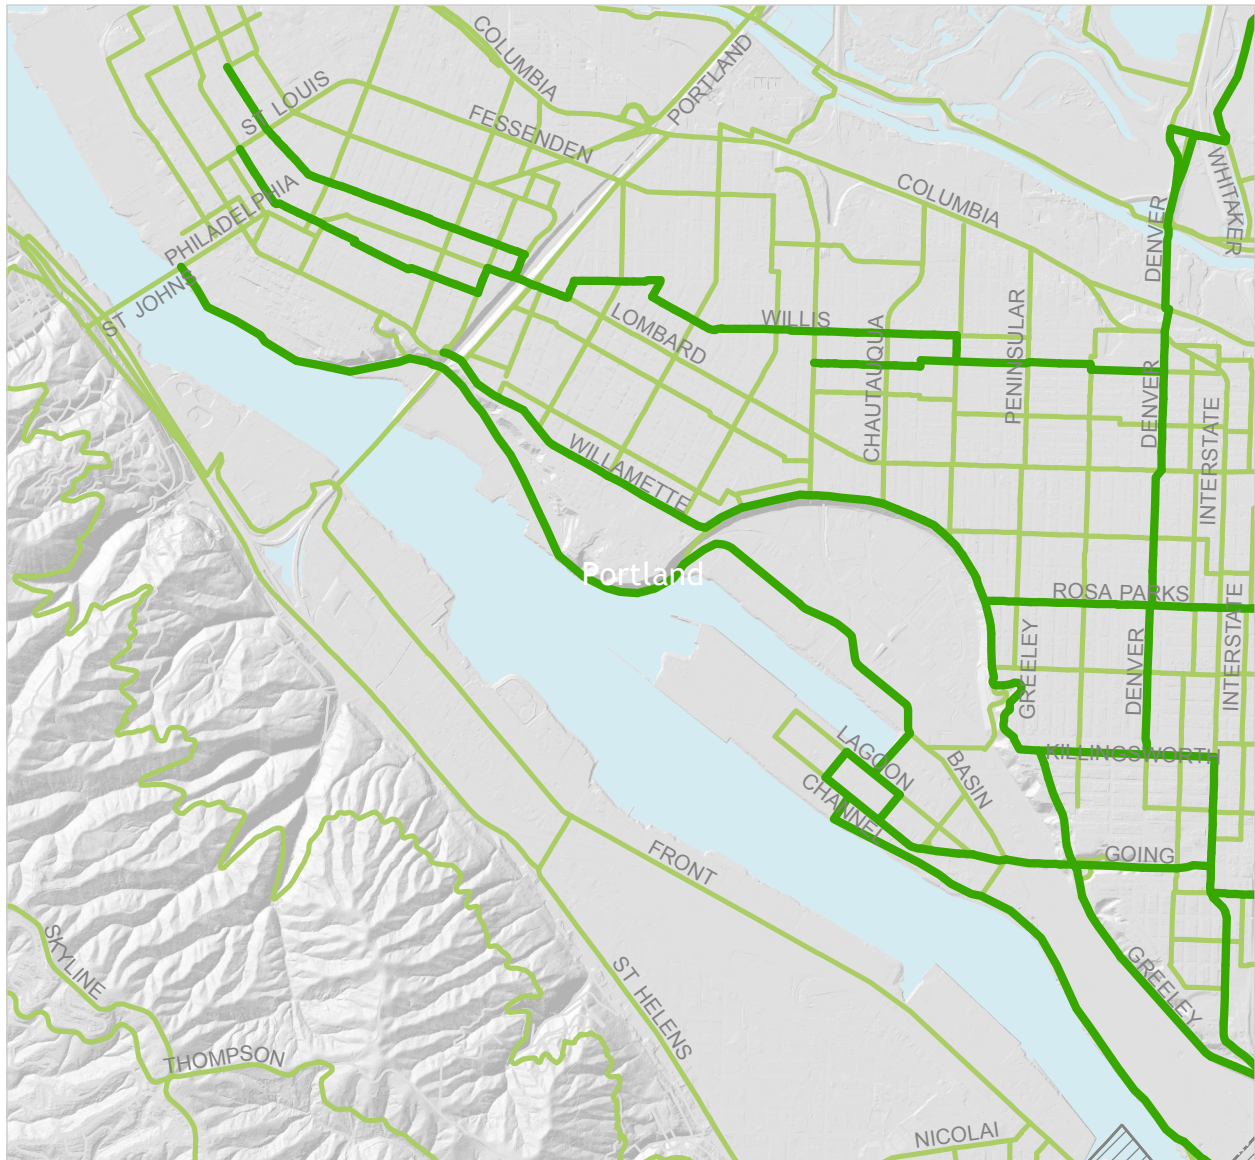 COLUMBIA
PORTLAND
ST LOUIS
FESSENDEN
WHITAKER
PHILADELPHIA
COLUMBIA
DENVER
ST JOHNS
LOMBARD
WILLIS
PENINSULAR
CHAUTAUQUA
DENVER
INTERSTATE
WILLAMETTE
Portland
ROSA PARKS
GREELEY
DENVER
INTERSTATE
LAGOON
BASIN
KILLINGSWORTH
CHANNEL
GOING
FRONT
SKYLINE
ST HELENS
GREELEY
THOMPSON
NICOLAI